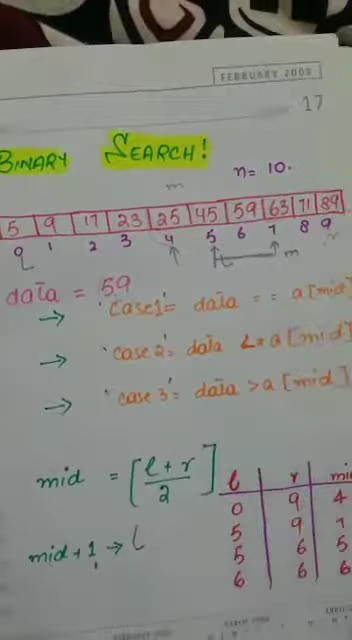 FEBRUARY 2009
17
BINARY SEARCH!
n = 10.
m
5 9 17 23 25 45 59 63 71 89
0 1 2 3 4 5 6 7 8 9
L m r
data = 59
→ 'case1' = data == a[mid]
→ 'case 2' = data < a[mid]
→ 'case 3' = data > a[mid]
mid = [l+r/2]
l r mi
0 9 4
5 9 7
5 6 5
6 6 6
mid+1 → l